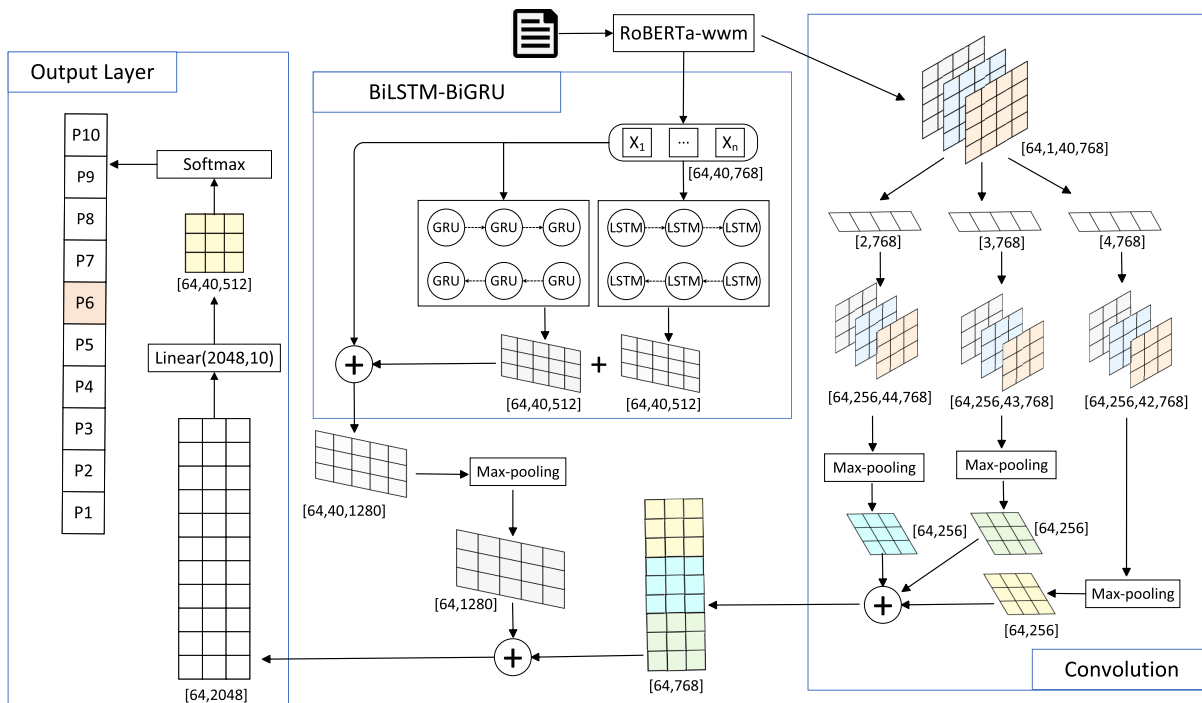 RoBERTa-wwm
Output Layer
P10
P9
P8
P7
P6
P5
P4
P3
P2
P1
Softmax
[64,40,512]
Linear(2048,10)
[64,2048]
BiLSTM-BiGRU
X1 ... Xn
[64,40,768]
GRU GRU GRU
GRU GRU GRU
LSTM LSTM LSTM
LSTM LSTM LSTM
+
+
[64,40,512]
[64,40,512]
[64,40,1280]
Max-pooling
[64,1280]
+
[64,768]
[64,1,40,768]
[2,768]
[3,768]
[4,768]
[64,256,44,768]
[64,256,43,768]
[64,256,42,768]
Max-pooling
Max-pooling
[64,256]
[64,256]
Max-pooling
+
[64,256]
Convolution